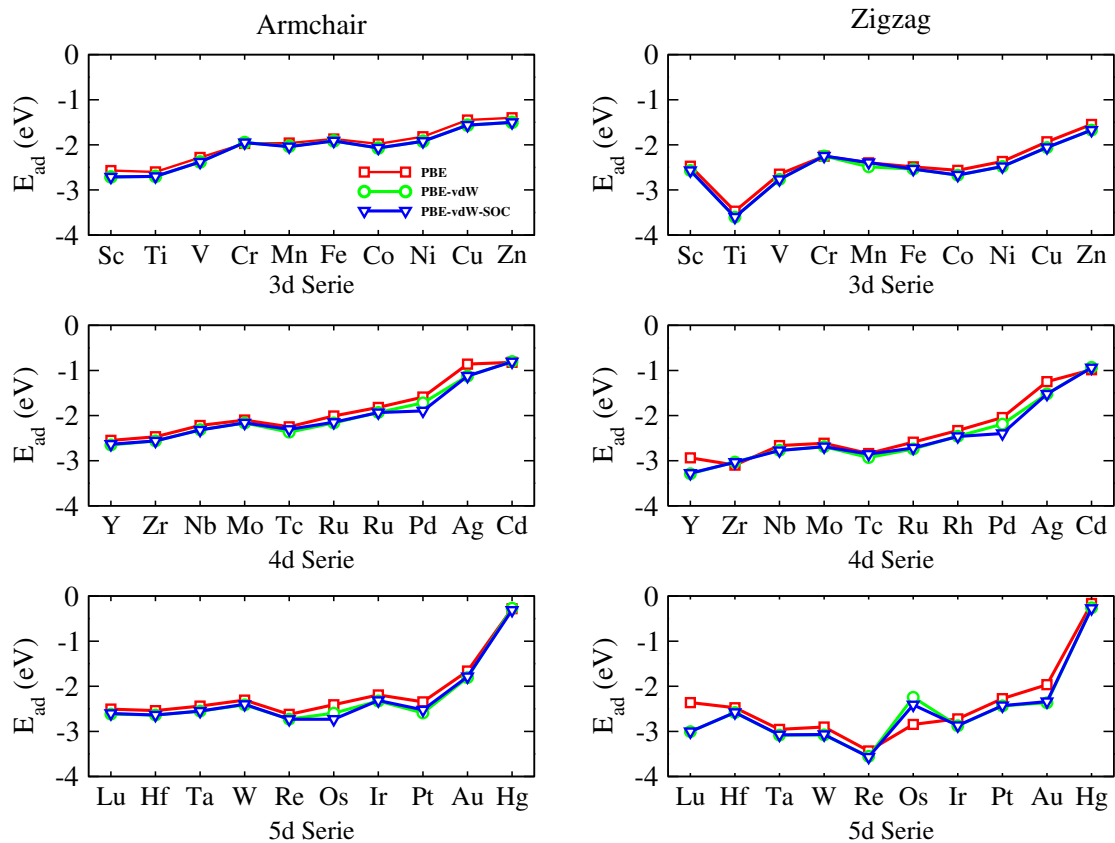 Armchair
Zigzag
0
-1
-2
-3
-4
E_ad (eV)
PBE
PBE-vdW
PBE-vdW-SOC
Sc Ti V Cr Mn Fe Co Ni Cu Zn
3d Serie
0
-1
-2
-3
-4
E_ad (eV)
Sc Ti V Cr Mn Fe Co Ni Cu Zn
3d Serie
0
-1
-2
-3
-4
E_ad (eV)
Y Zr Nb Mo Tc Ru Ru Pd Ag Cd
4d Serie
0
-1
-2
-3
-4
E_ad (eV)
Y Zr Nb Mo Tc Ru Rh Pd Ag Cd
4d Serie
0
-1
-2
-3
-4
E_ad (eV)
Lu Hf Ta W Re Os Ir Pt Au Hg
5d Serie
0
-1
-2
-3
-4
E_ad (eV)
Lu Hf Ta W Re Os Ir Pt Au Hg
5d Serie